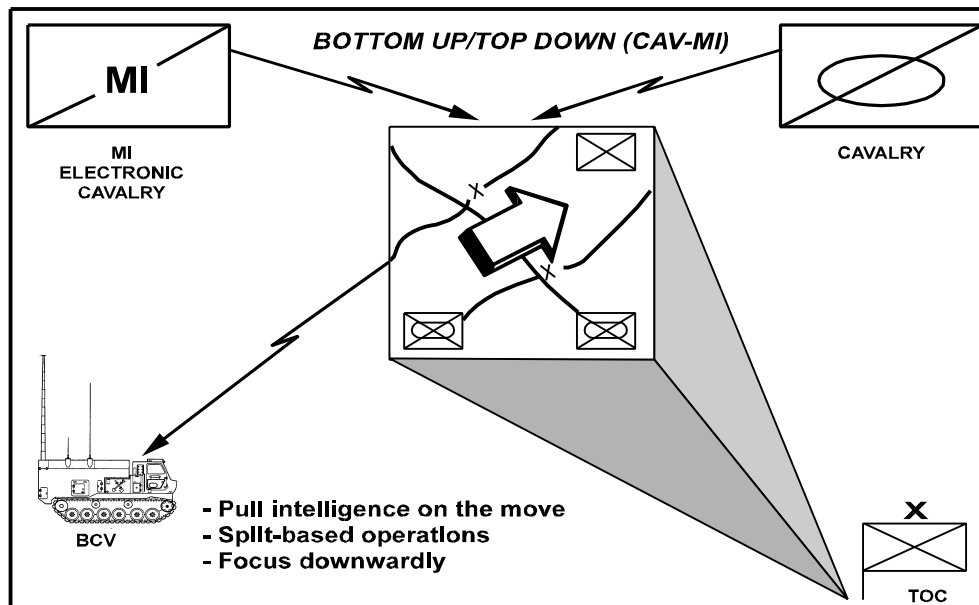 BOTTOM UP/TOP DOWN (CAV-MI)
MI
MI
ELECTRONIC
CAVALRY
CAVALRY
X
X
BCV
- Pull intelligence on the move
- Split-based operations
- Focus downwardly
X
TOC